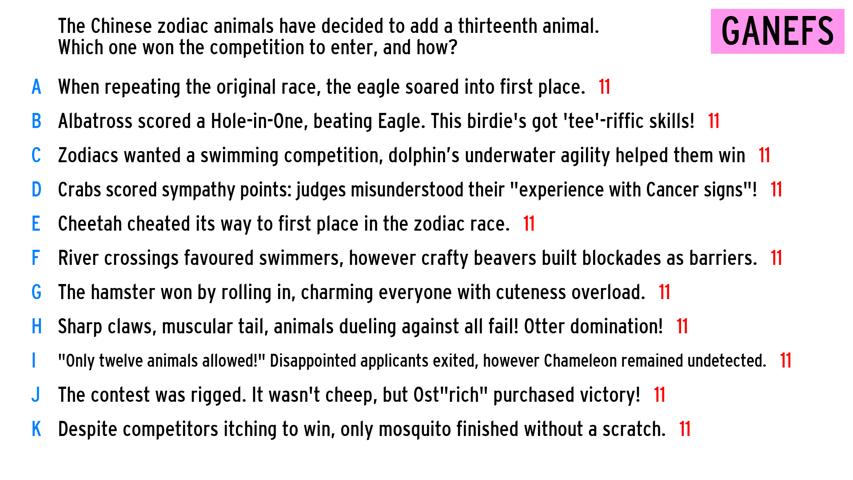 The Chinese zodiac animals have decided to add a thirteenth animal.
Which one won the competition to enter, and how?
GANEFS
A When repeating the original race, the eagle soared into first place. 11
B Albatross scored a Hole-in-One, beating Eagle. This birdie's got 'tee'-riffic skills! 11
C Zodiacs wanted a swimming competition, dolphin’s underwater agility helped them win 11
D Crabs scored sympathy points: judges misunderstood their "experience with Cancer signs"! 11
E Cheetah cheated its way to first place in the zodiac race. 11
F River crossings favoured swimmers, however crafty beavers built blockades as barriers. 11
G The hamster won by rolling in, charming everyone with cuteness overload. 11
H Sharp claws, muscular tail, animals dueling against all fail! Otter domination! 11
I "Only twelve animals allowed!" Disappointed applicants exited, however Chameleon remained undetected. 11
J The contest was rigged. It wasn't cheep, but Ost"rich" purchased victory! 11
K Despite competitors itching to win, only mosquito finished without a scratch. 11